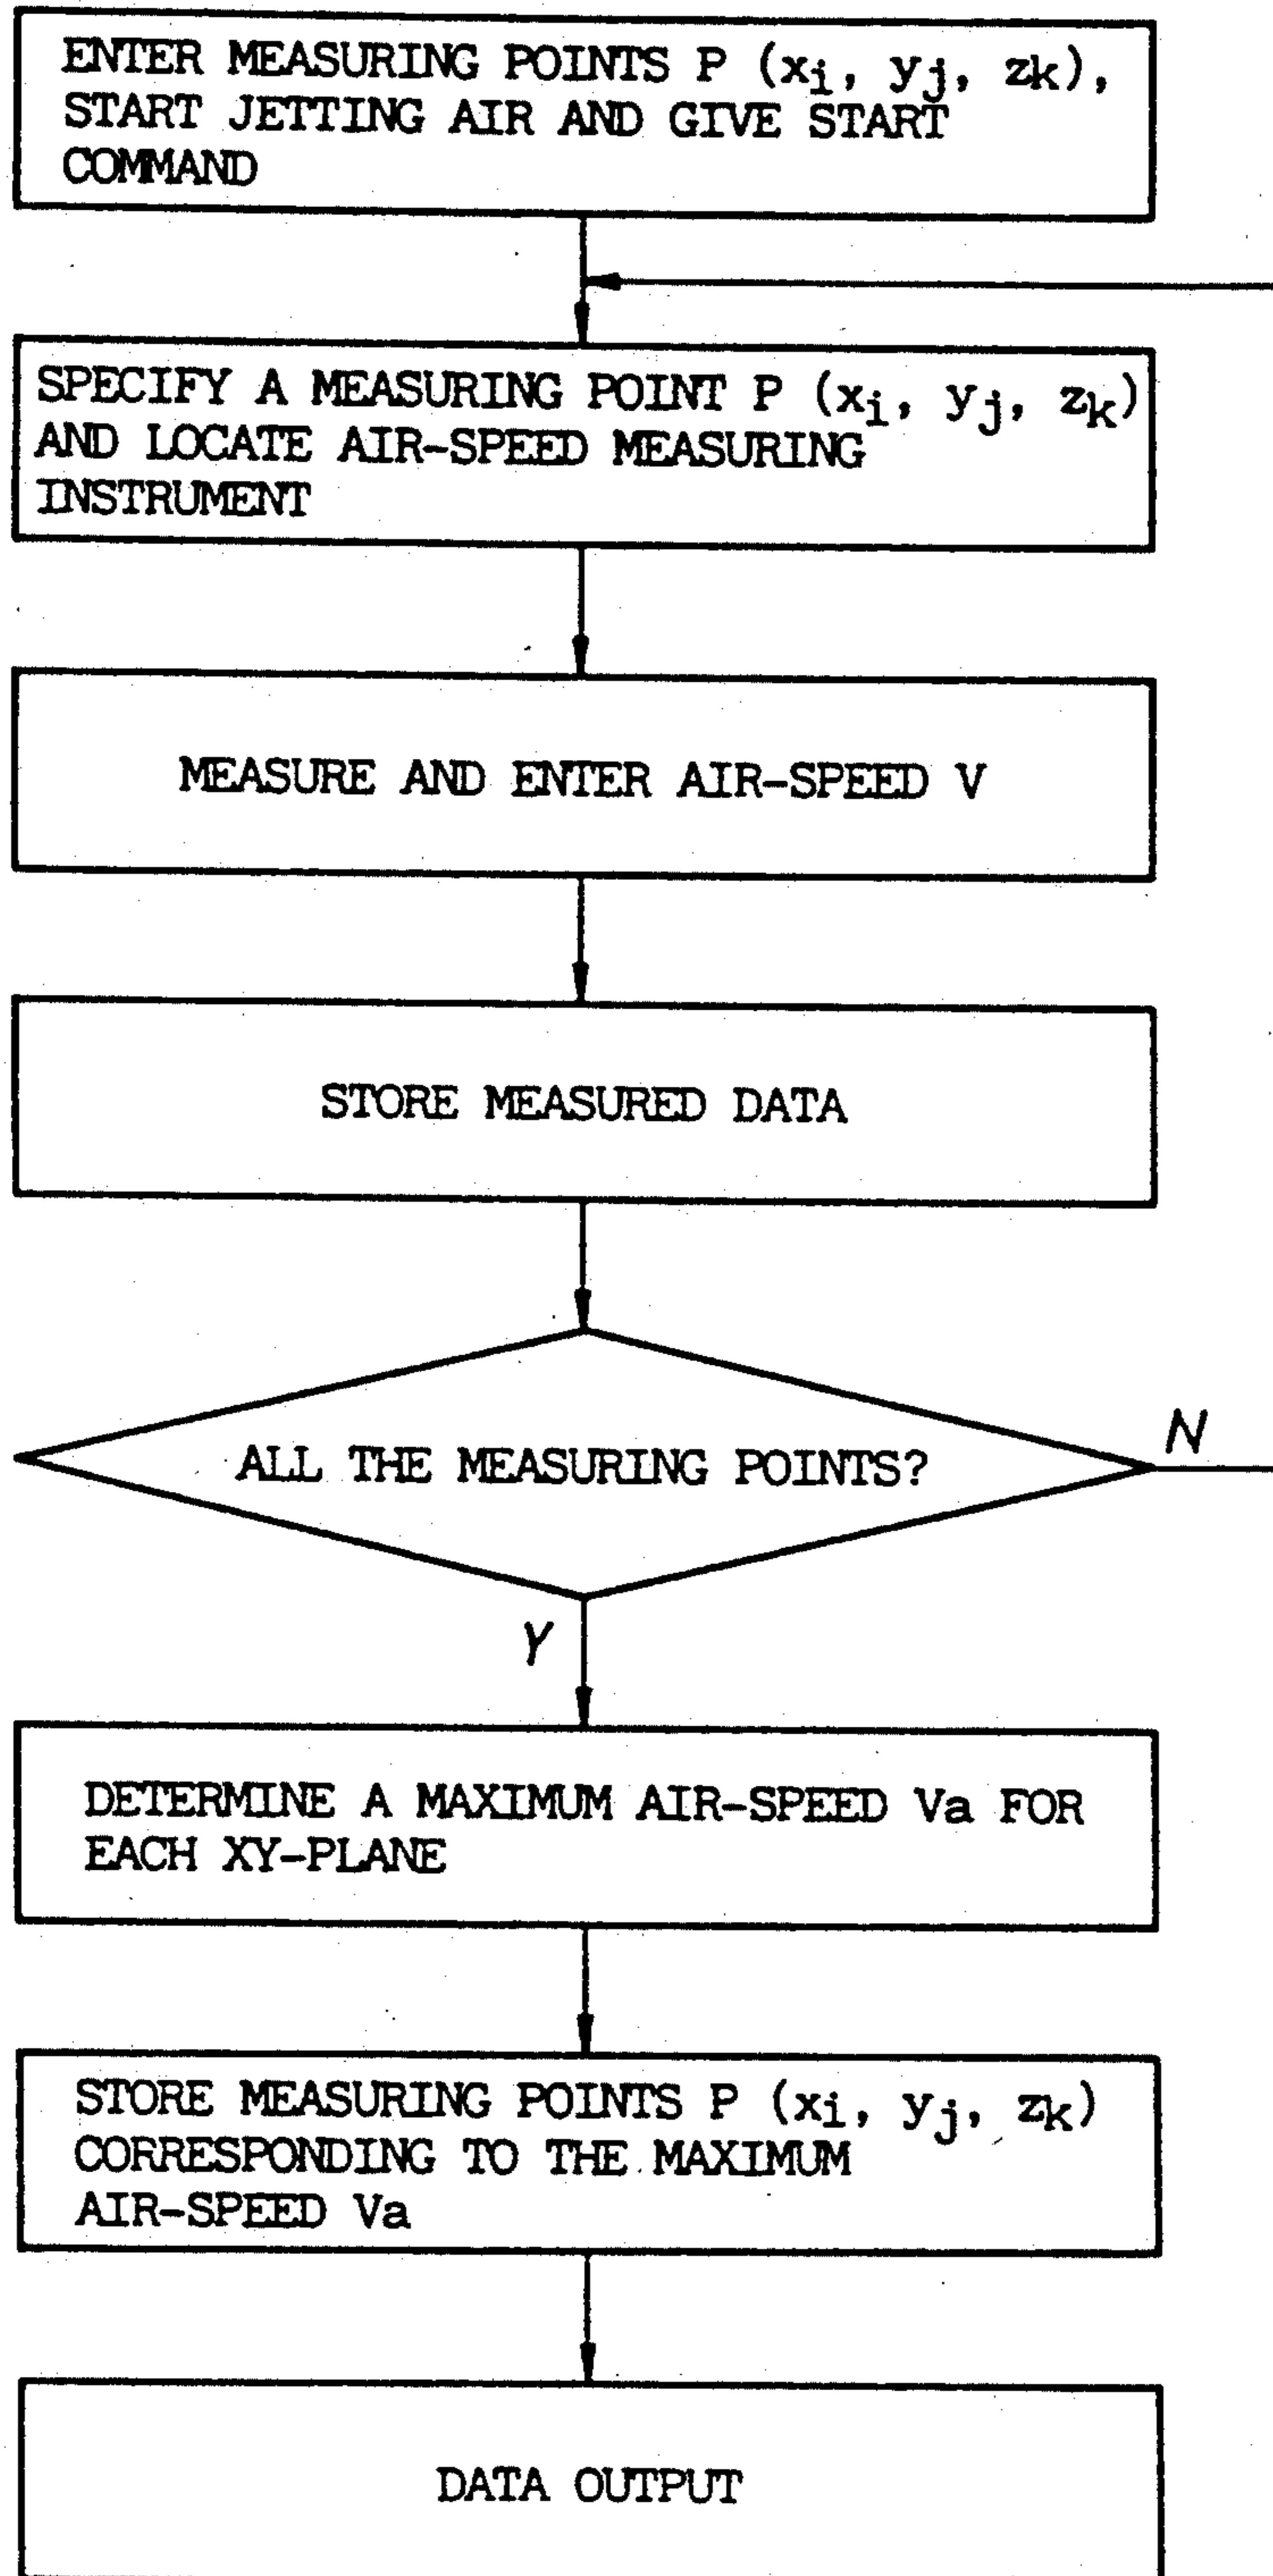 ENTER MEASURING POINTS P (xi, yj, zk),
START JETTING AIR AND GIVE START
COMMAND
SPECIFY A MEASURING POINT P (xi, yj, zk)
AND LOCATE AIR-SPEED MEASURING
INSTRUMENT
MEASURE AND ENTER AIR-SPEED V
STORE MEASURED DATA
ALL THE MEASURING POINTS?
N
Y
DETERMINE A MAXIMUM AIR-SPEED Va FOR
EACH XY-PLANE
STORE MEASURING POINTS P (xi, yj, zk)
CORRESPONDING TO THE MAXIMUM
AIR-SPEED Va
DATA OUTPUT